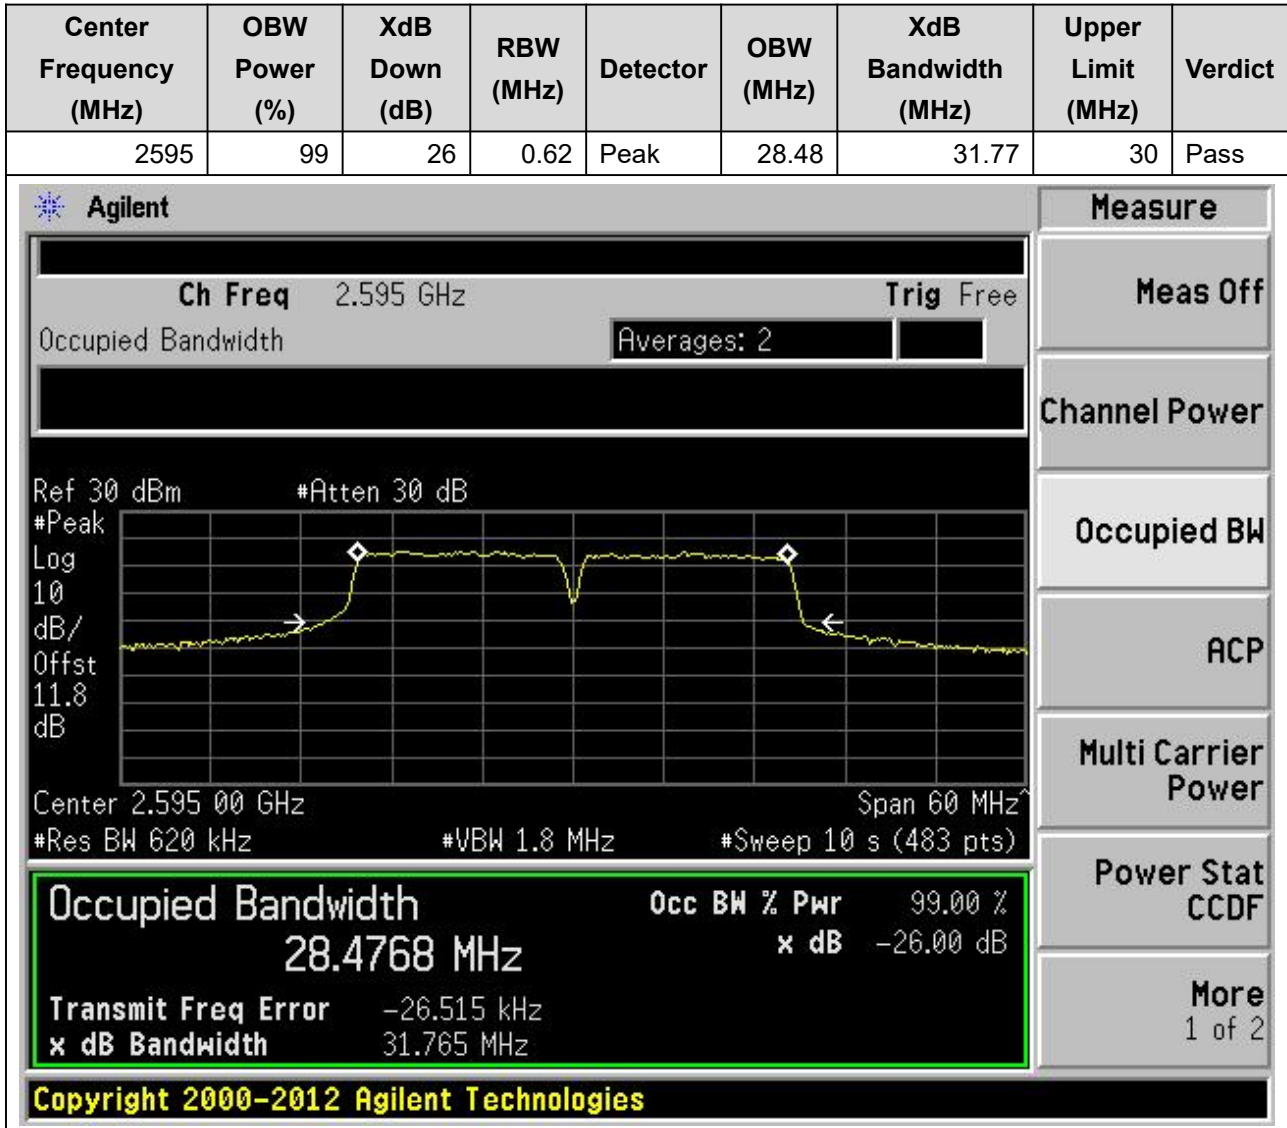 Center Frequency (MHz) OBW Power (%) XdB Down (dB) RBW (MHz) Detector OBW (MHz) XdB Bandwidth (MHz) Upper Limit (MHz) Verdict
2595 99 26 0.62 Peak 28.48 31.77 30 Pass
Agilent
Ch Freq 2.595 GHz Trig Free
Occupied Bandwidth Averages: 2
Ref 30 dBm #Atten 30 dB
#Peak
Log
10
dB/
Offst
11.8
dB
Center 2.595 00 GHz Span 60 MHz^
#Res BW 620 kHz #VBW 1.8 MHz #Sweep 10 s (483 pts)
Occupied Bandwidth Occ BW % Pwr 99.00 %
28.4768 MHz x dB -26.00 dB
Transmit Freq Error -26.515 kHz
x dB Bandwidth 31.765 MHz
Copyright 2000-2012 Agilent Technologies
Measure
Meas Off
Channel Power
Occupied BW
ACP
Multi Carrier
Power
Power Stat
CCDF
More
1 of 2